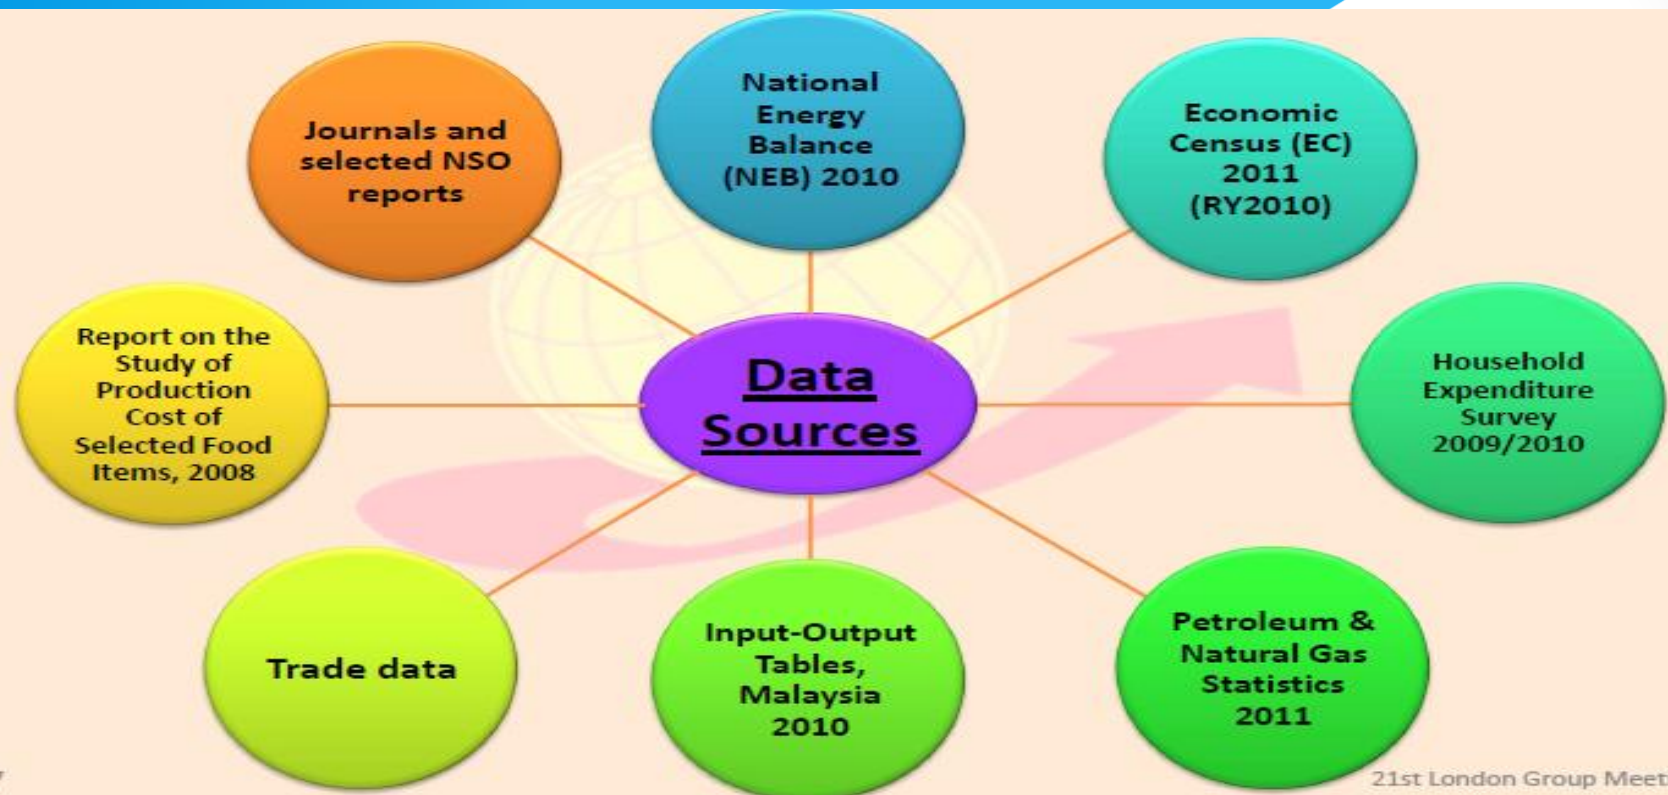 National
Energy
Balance
(NEB) 2010
Economic
Census (EC)
2011
(RY2010)
Household
Expenditure
Survey
2009/2010
Petroleum &
Natural Gas
Statistics
2011
Input-Output
Tables,
Malaysia
2010
Trade data
Report on the
Study of
Production
Cost of
Selected Food
Items, 2008
Journals and
selected NSO
reports
Data
Sources
21st London Group Meet